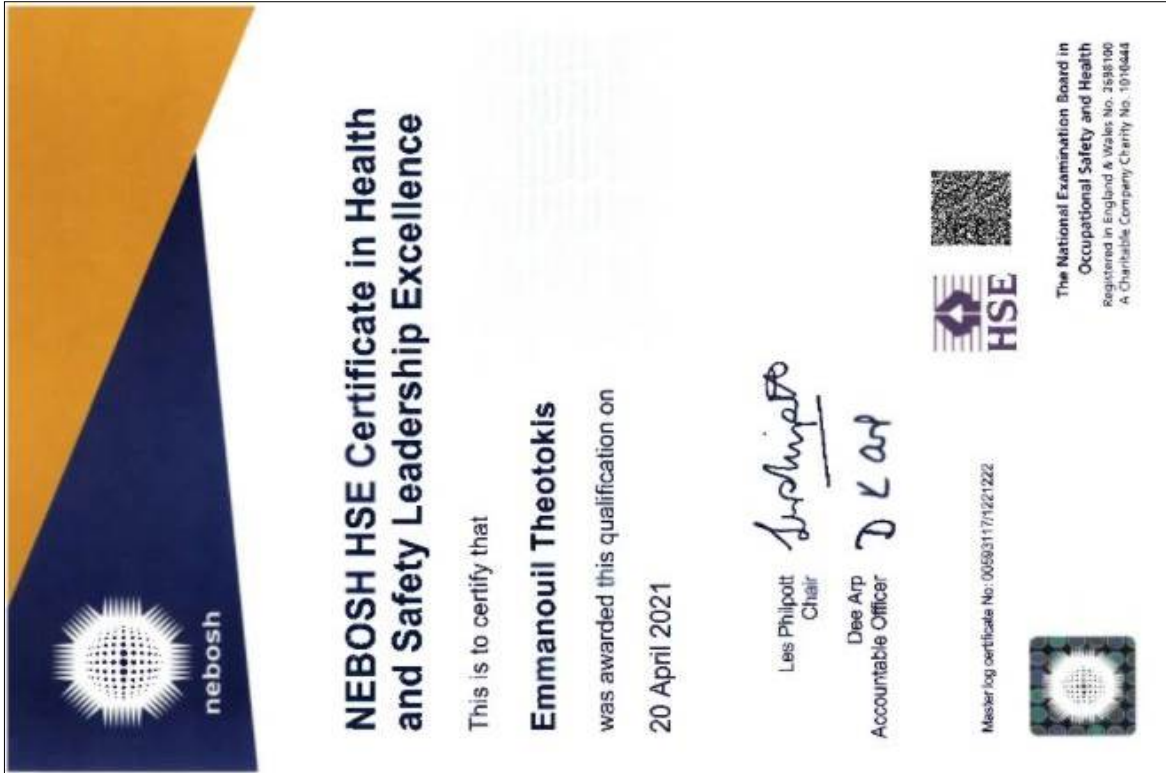 nebosh
NEBOSH HSE Certificate in Health
and Safety Leadership Excellence
This is to certify that
Emmanouil Theotokis
was awarded this qualification on
20 April 2021
Les Philpott
Chair
Dee Arp
Accountable Officer
D K Arp
Master log certificate No: 00593117/1221222
HSE
The National Examination Board in
Occupational Safety and Health
Registered in England & Wales No. 2698100
A Charitable Company Charity No. 1010444